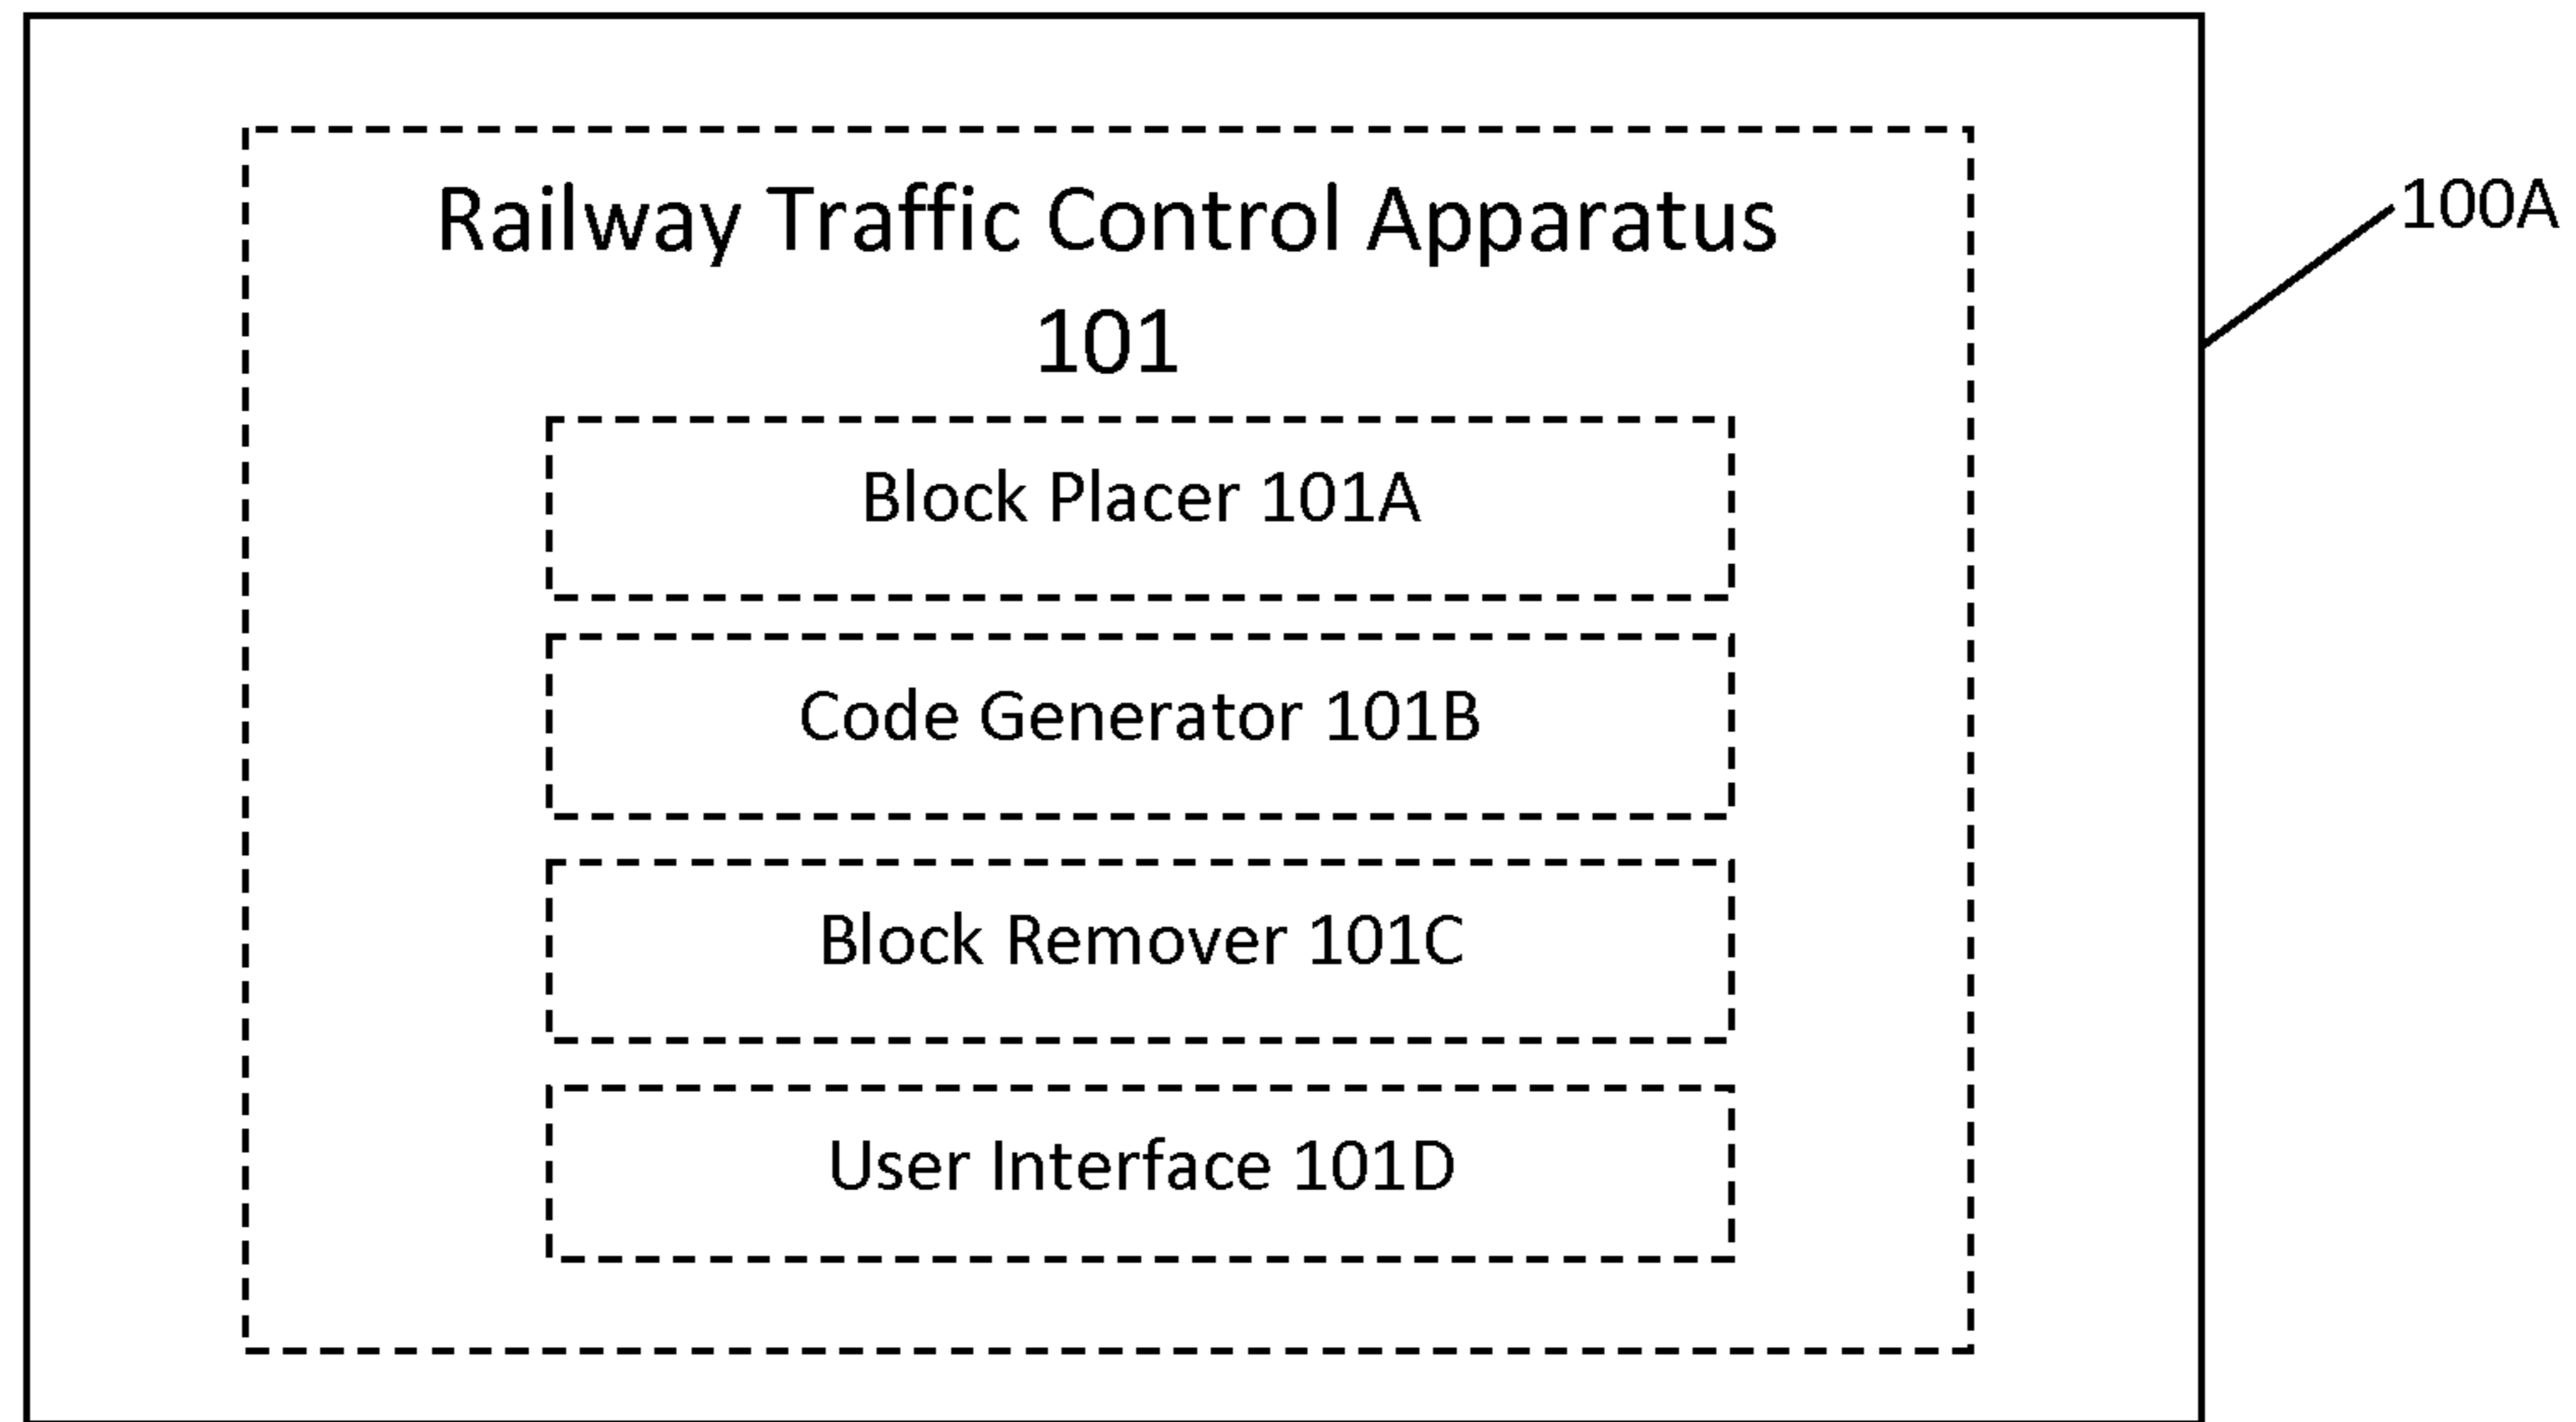 Railway Traffic Control Apparatus
101
100A
Block Placer 101A
Code Generator 101B
Block Remover 101C
User Interface 101D